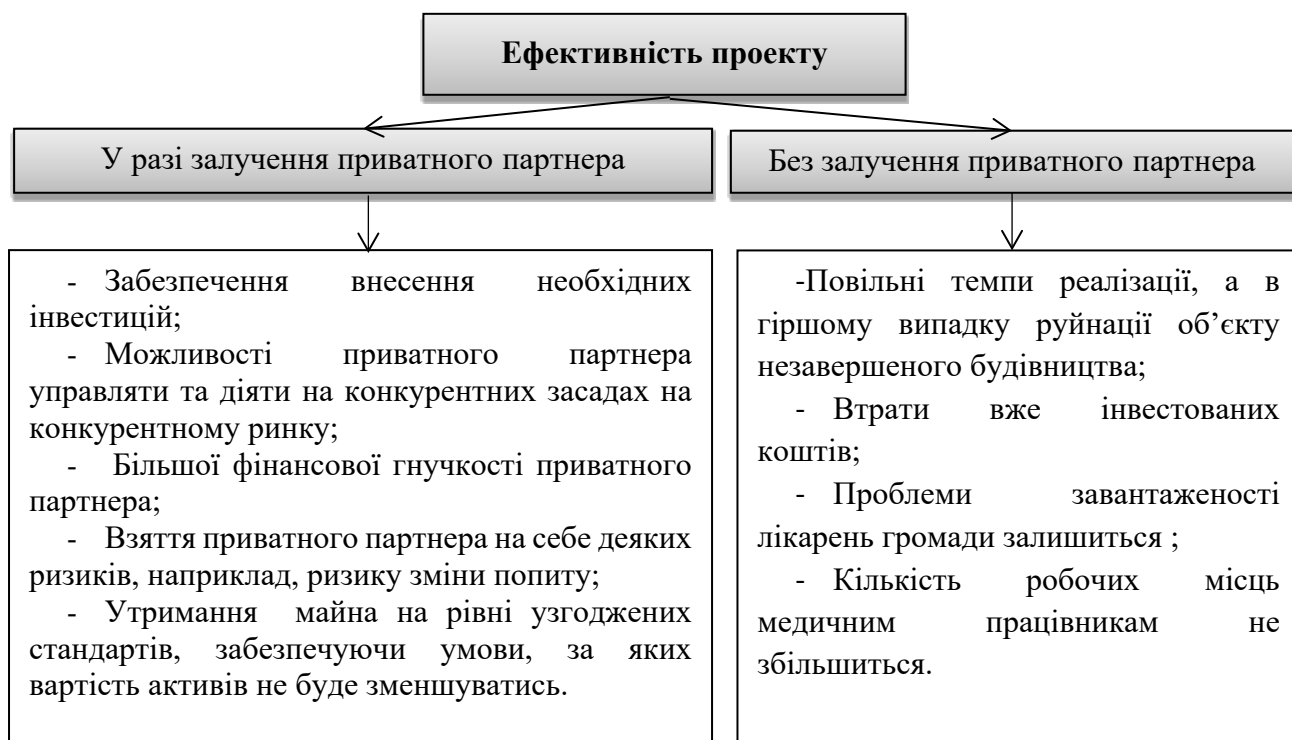 Ефективність проекту
У разі залучення приватного партнера
Без залучення приватного партнера
- Забезпечення внесення необхідних
інвестицій;
- Можливості приватного партнера
управляти та діяти на конкурентних засадах на
конкурентному ринку;
- Більшої фінансової гнучкості приватного
партнера;
- Взяття приватного партнера на себе деяких
ризиків, наприклад, ризику зміни попиту;
- Утримання майна на рівні узгоджених
стандартів, забезпечуючи умови, за яких
вартість активів не буде зменшуватись.
-Повільні темпи реалізації, а в
гіршому випадку руйнації об’єкту
незавершеного будівництва;
- Втрати вже інвестованих
коштів;
- Проблеми завантаженості
лікарень громади залишиться ;
- Кількість робочих місць
медичним працівникам не
збільшиться.